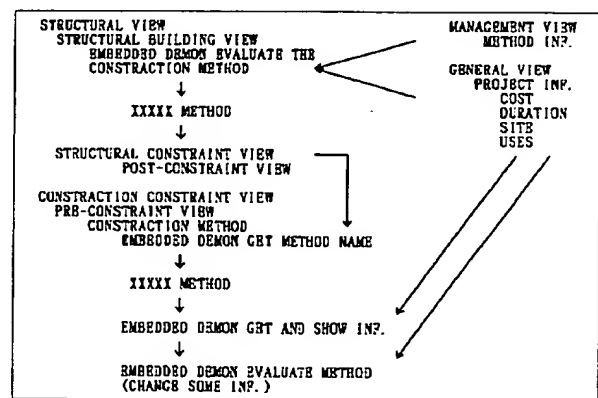 STRUCTURAL VIEW
STRUCTURAL BUILDING VIEW
EMBEDDED DEMON EVALUATE THE
CONSTRACTION METHOD
XXXXX METHOD
STRUCTURAL CONSTRAINT VIEW
POST-CONSTRAINT VIEW
CONSTRACTION CONSTRAINT VIEW
PRE-CONSTRAINT VIEW
CONSTRACTION METHOD
EMBEDDED DEMON GET METHOD NAME
XXXXX METHOD
EMBEDDED DEMON GET AND SHOW INF.
EMBEDDED DEMON EVALUATE METHOD
(CHANGE SOME INF.)
MANAGEMENT VIEW
METHOD INF.
GENERAL VIEW
PROJECT INF.
COST
DURATION
SITE
USES